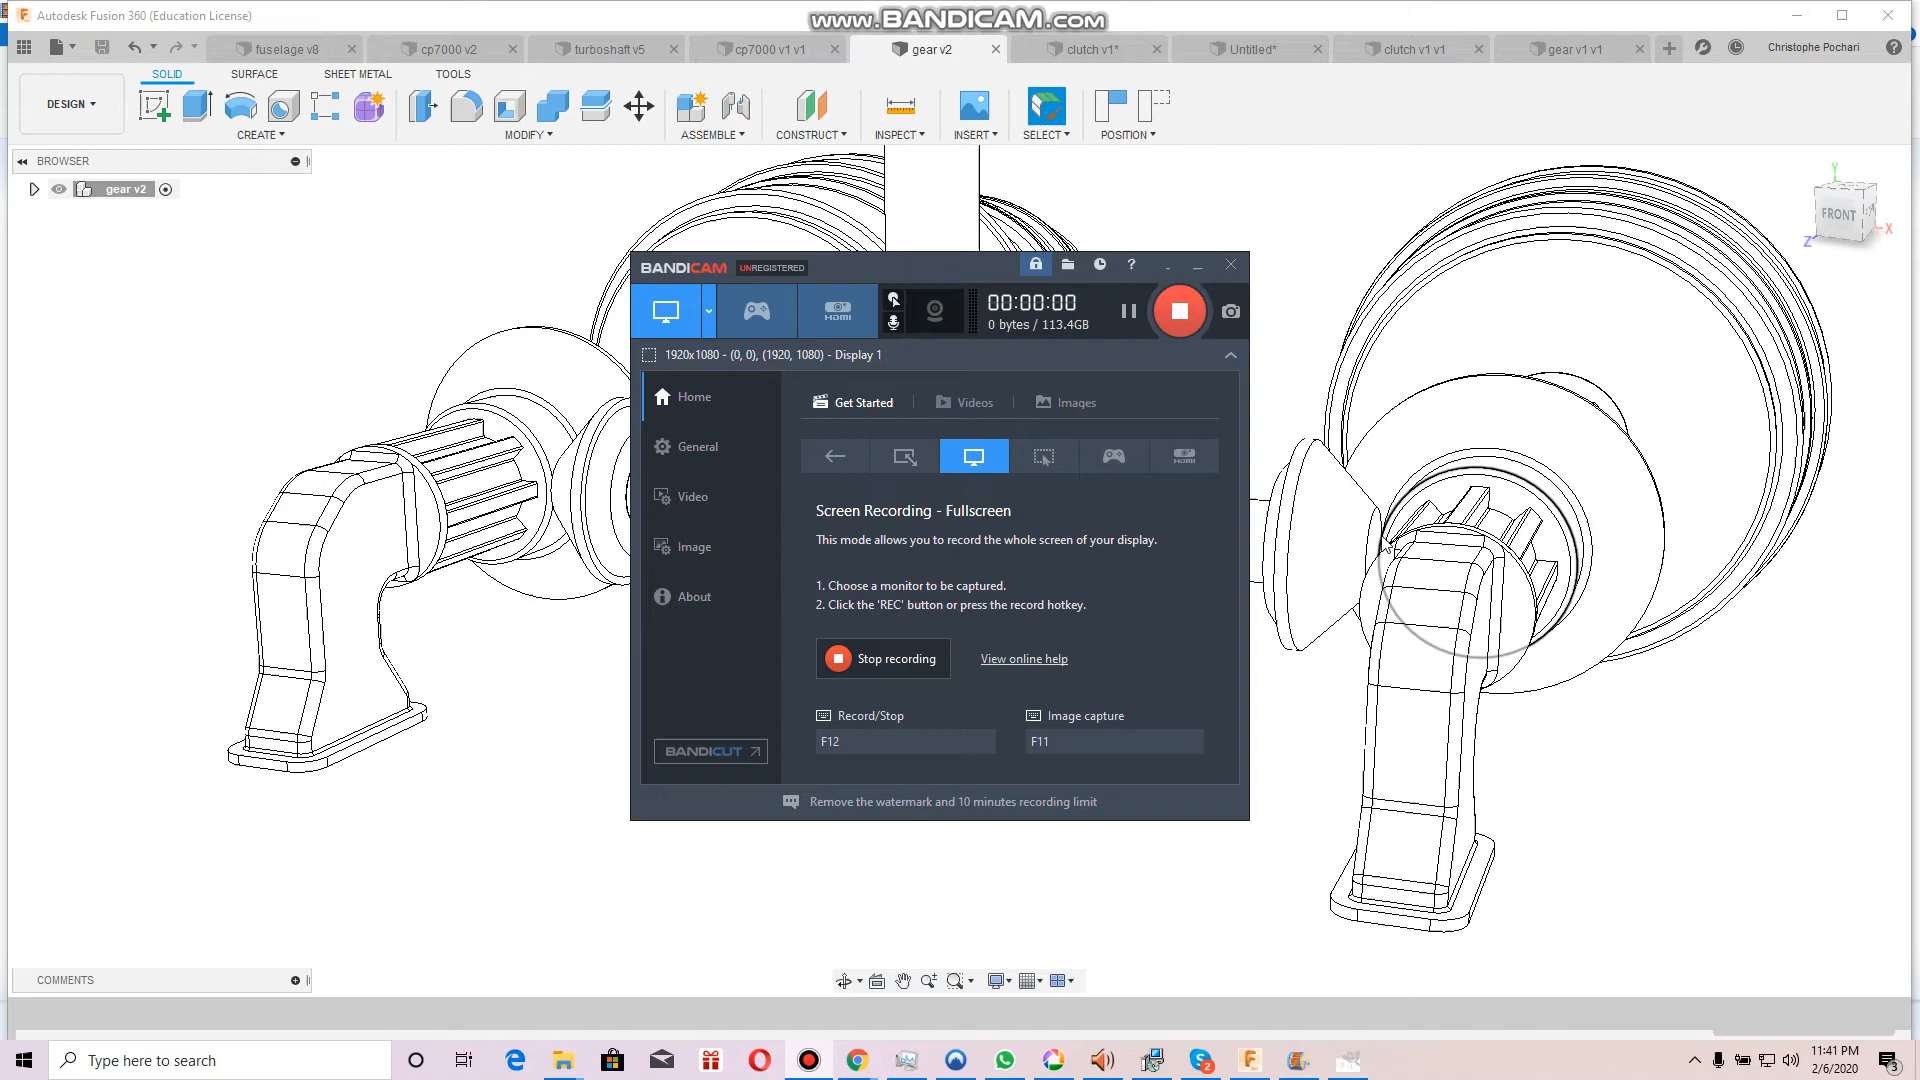 Autodesk Fusion 360 (Education License)
www.BANDICAM.com
fuselage v8
cp7000 v2
turboshaft v5
cp7000 v1 v1
gear v2
clutch v1*
Untitled*
clutch v1 v1
gear v1 v1
Christophe Pochari
SOLID
SURFACE
SHEET METAL
TOOLS
DESIGN
CREATE
MODIFY
ASSEMBLE
CONSTRUCT
INSPECT
INSERT
SELECT
POSITION
BROWSER
gear v2
Y
FRONT
X
Z
BANDICAM
UNREGISTERED
HDMI
00:00:00
0 bytes / 113.4GB
1920x1080 - (0, 0), (1920, 1080) - Display 1
Home
General
Video
Image
About
BANDICUT
Get Started
Videos
Images
HDMI
Screen Recording - Fullscreen
This mode allows you to record the whole screen of your display.
1. Choose a monitor to be captured.
2. Click the 'REC' button or press the record hotkey.
Stop recording
View online help
Record/Stop
Image capture
F12
F11
Remove the watermark and 10 minutes recording limit
COMMENTS
Type here to search
2
11:41 PM
2/6/2020
3